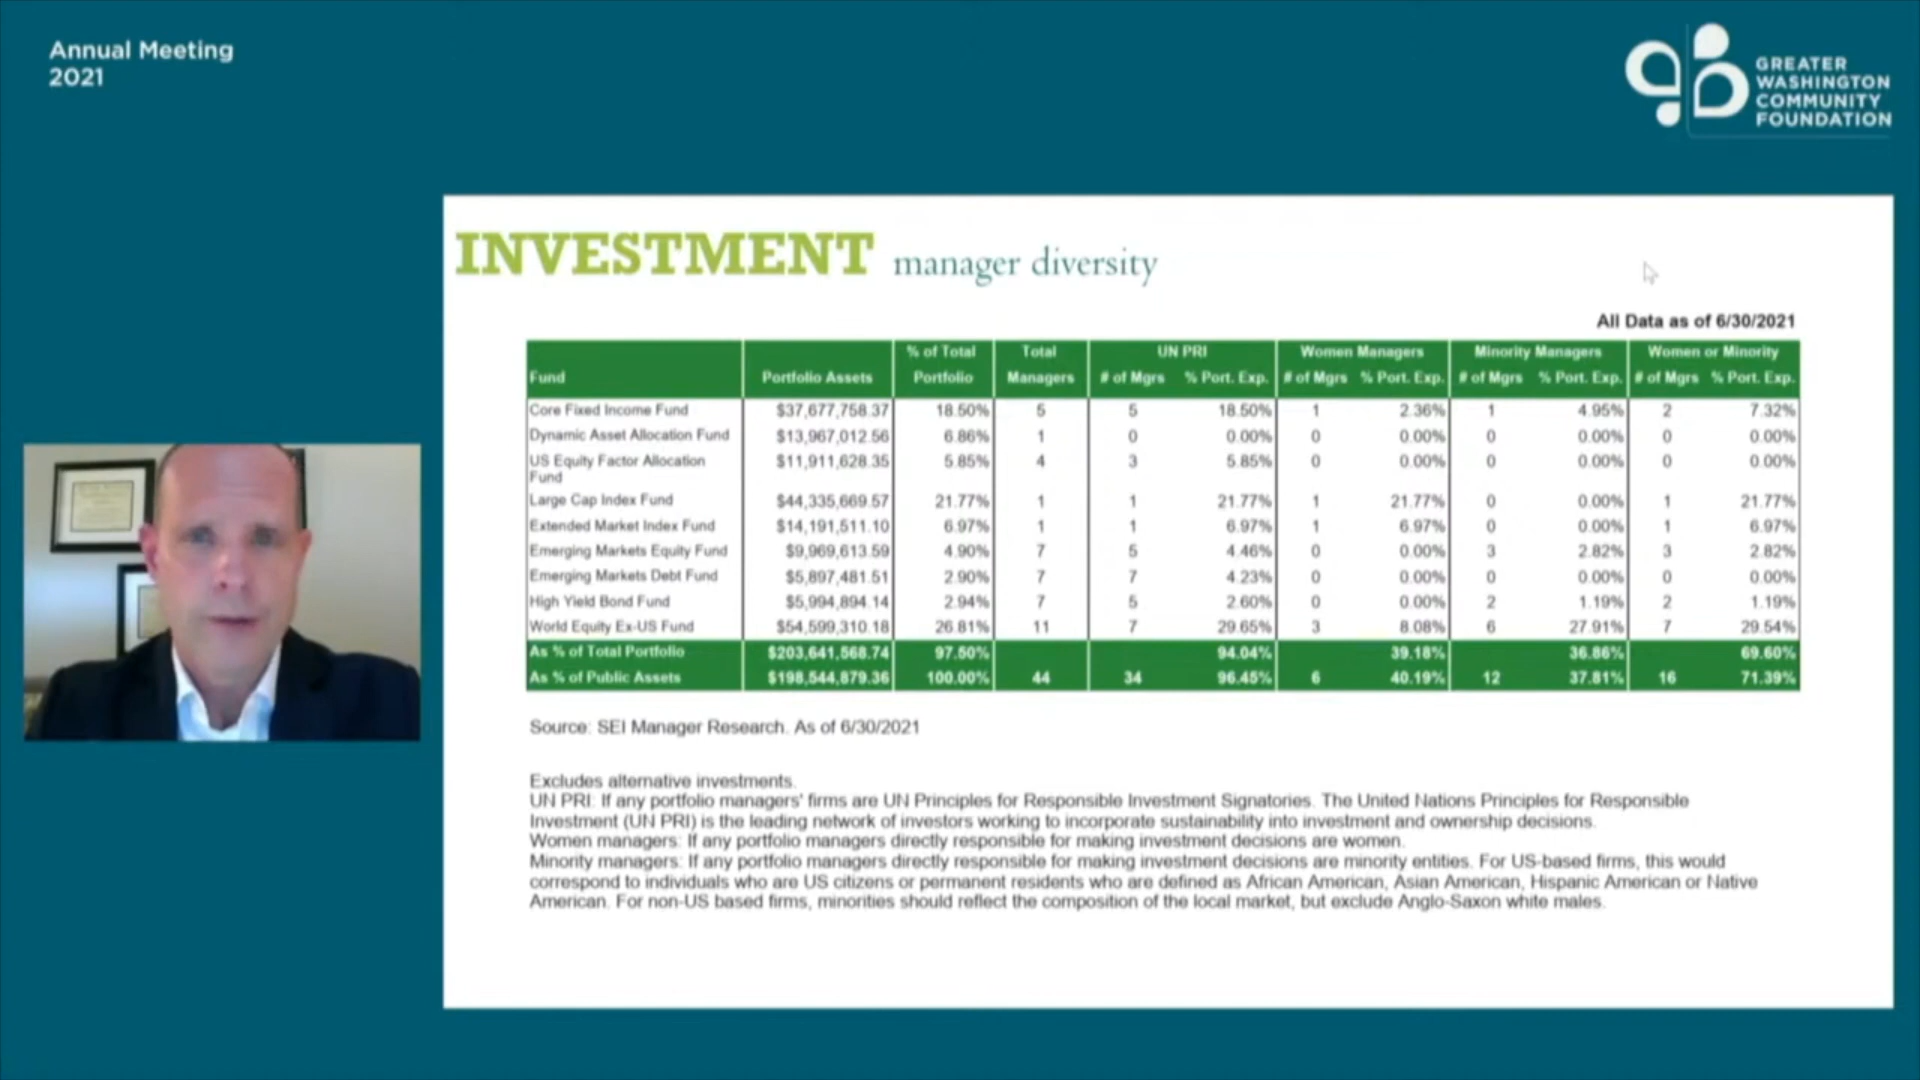 Annual Meeting
2021
GREATER
WASHINGTON
COMMUNITY
FOUNDATION
INVESTMENT manager diversity
All Data as of 6/30/2021
% of Total Total UN PRI Women Managers Minority Managers Women or Minority
Fund Portfolio Assets Portfolio Managers # of Mgrs % Port. Exp. # of Mgrs % Port. Exp. # of Mgrs % Port. Exp. # of Mgrs % Port. Exp.
Core Fixed Income Fund $37,677,758.37 18.50% 5 5 18.50% 1 2.36% 1 4.95% 2 7.32%
Dynamic Asset Allocation Fund $13,967,012.56 6.86% 1 0 0.00% 0 0.00% 0 0.00% 0 0.00%
US Equity Factor Allocation $11,911,628.35 5.85% 4 3 5.85% 0 0.00% 0 0.00% 0 0.00%
Fund
Large Cap Index Fund $44,335,669.57 21.77% 1 1 21.77% 1 21.77% 0 0.00% 1 21.77%
Extended Market Index Fund $14,191,511.10 6.97% 1 1 6.97% 1 6.97% 0 0.00% 1 6.97%
Emerging Markets Equity Fund $9,969,613.59 4.90% 7 5 4.46% 0 0.00% 3 2.82% 3 2.82%
Emerging Markets Debt Fund $5,897,481.51 2.90% 7 7 4.23% 0 0.00% 0 0.00% 0 0.00%
High Yield Bond Fund $5,994,894.14 2.94% 7 5 2.60% 0 0.00% 2 1.19% 2 1.19%
World Equity Ex-US Fund $54,599,310.18 26.81% 11 7 29.65% 3 8.08% 6 27.91% 7 29.54%
As % of Total Portfolio $203,641,568.74 97.50% 94.04% 39.18% 36.86% 69.60%
As % of Public Assets $198,544,879.36 100.00% 44 34 96.45% 6 40.19% 12 37.81% 16 71.39%
Source: SEI Manager Research. As of 6/30/2021
Excludes alternative investments.
UN PRI: If any portfolio managers' firms are UN Principles for Responsible Investment Signatories. The United Nations Principles for Responsible
Investment (UN PRI) is the leading network of investors working to incorporate sustainability into investment and ownership decisions.
Women managers: If any portfolio managers directly responsible for making investment decisions are women.
Minority managers: If any portfolio managers directly responsible for making investment decisions are minority entities. For US-based firms, this would
correspond to individuals who are US citizens or permanent residents who are defined as African American, Asian American, Hispanic American or Native
American. For non-US based firms, minorities should reflect the composition of the local market, but exclude Anglo-Saxon white males.